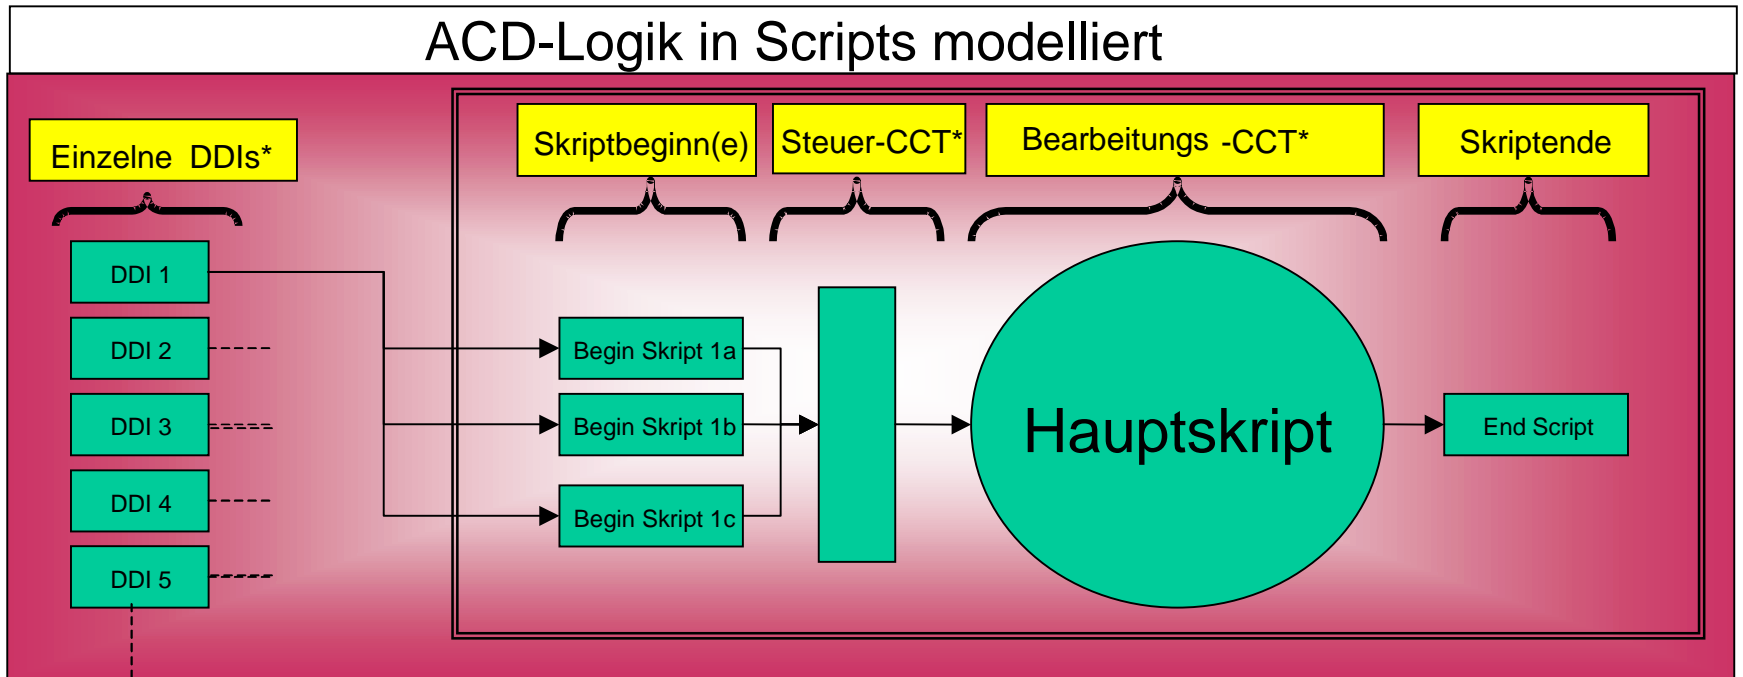 ACD-Logik in Scripts modelliert
Einzelne DDIs*
Skriptbeginn(e)
Steuer-CCT*
Bearbeitungs -CCT*
Skriptende
DDI 1
DDI 2
DDI 3
DDI 4
DDI 5
Begin Skript 1a
Begin Skript 1b
Begin Skript 1c
Hauptskript
End Script